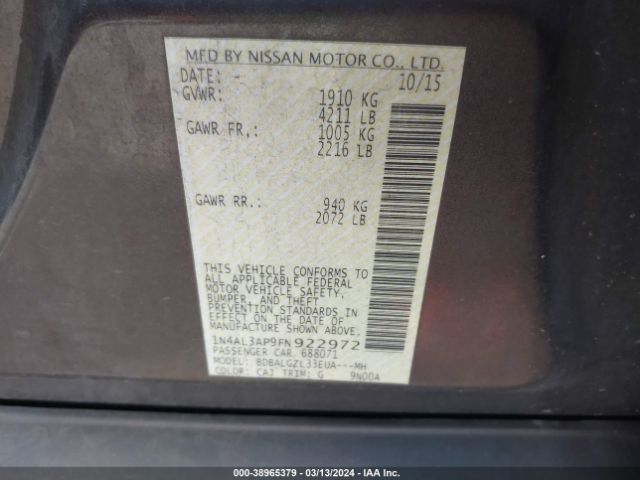 MFD BY NISSAN MOTOR CO., LTD.
DATE: - 10/15
GVWR: 1910 KG
4211 LB
GAWR FR,: 1005 KG
2216 LB
GAWR RR.: 940 KG
2072 LB
THIS VEHICLE CONFORMS TO
ALL APPLICABLE FEDERAL
MOTOR VEHICLE SAFETY,
BUMPER, AND THEFT
PREVENTION STANDARDS
IN EFFECT ON THE DATE OF
MANUFACTURE SHOWN ABOVE.
1N4AL3AP9FN922972
PASSENGER CAR 688071
MODEL: BDBALGZL33EUA---MH
COLOR: CAJ TRIM: G 9N00A
000-38965379 - 03/13/2024 - IAA Inc.